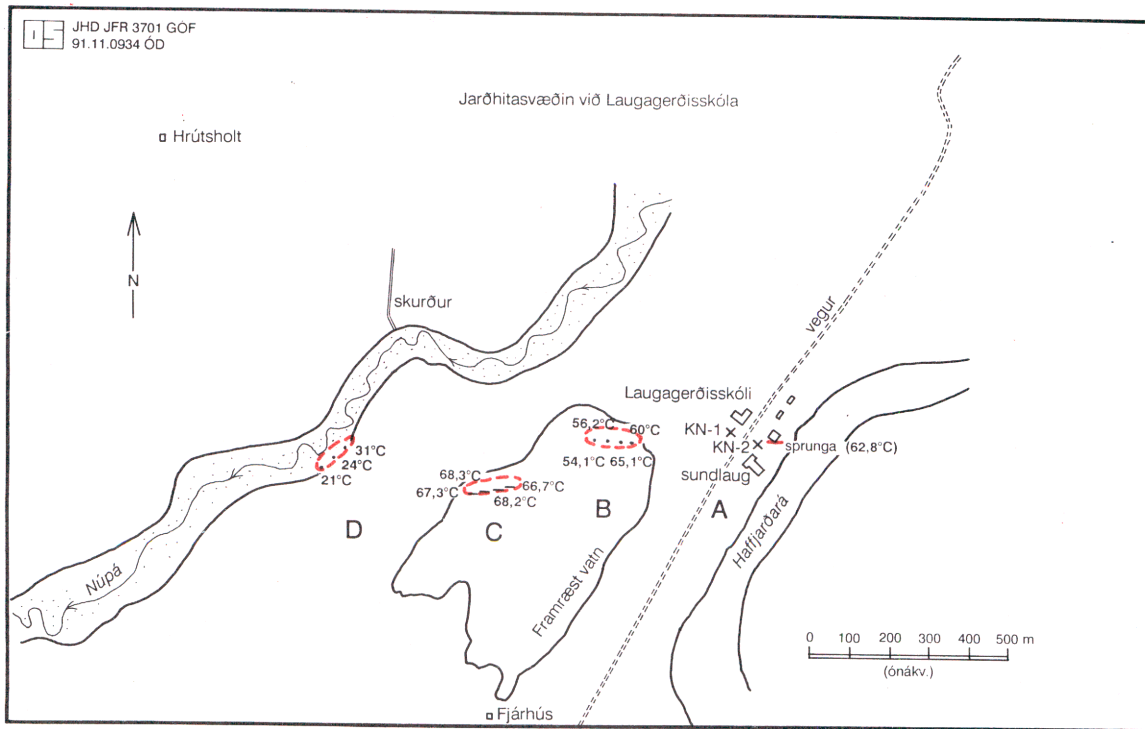 OS
JHD JFR 3701 GÓF
91.11.0934 ÓD
Jarðhitasvæðin við Laugagerðisskóla
Hrútsholt
N
skurður
vegur
Laugagerðisskóli
KN-1
KN-2
sprunga (62,8°C)
sundlaug
56,2°C
60°C
54,1°C 65,1°C
31°C
24°C
21°C
68,3°C
66,7°C
67,3°C
68,2°C
A
B
C
D
Haffjarðará
Framræst vatn
Núpá
0 100 200 300 400 500 m
(ónákv.)
Fjárhús